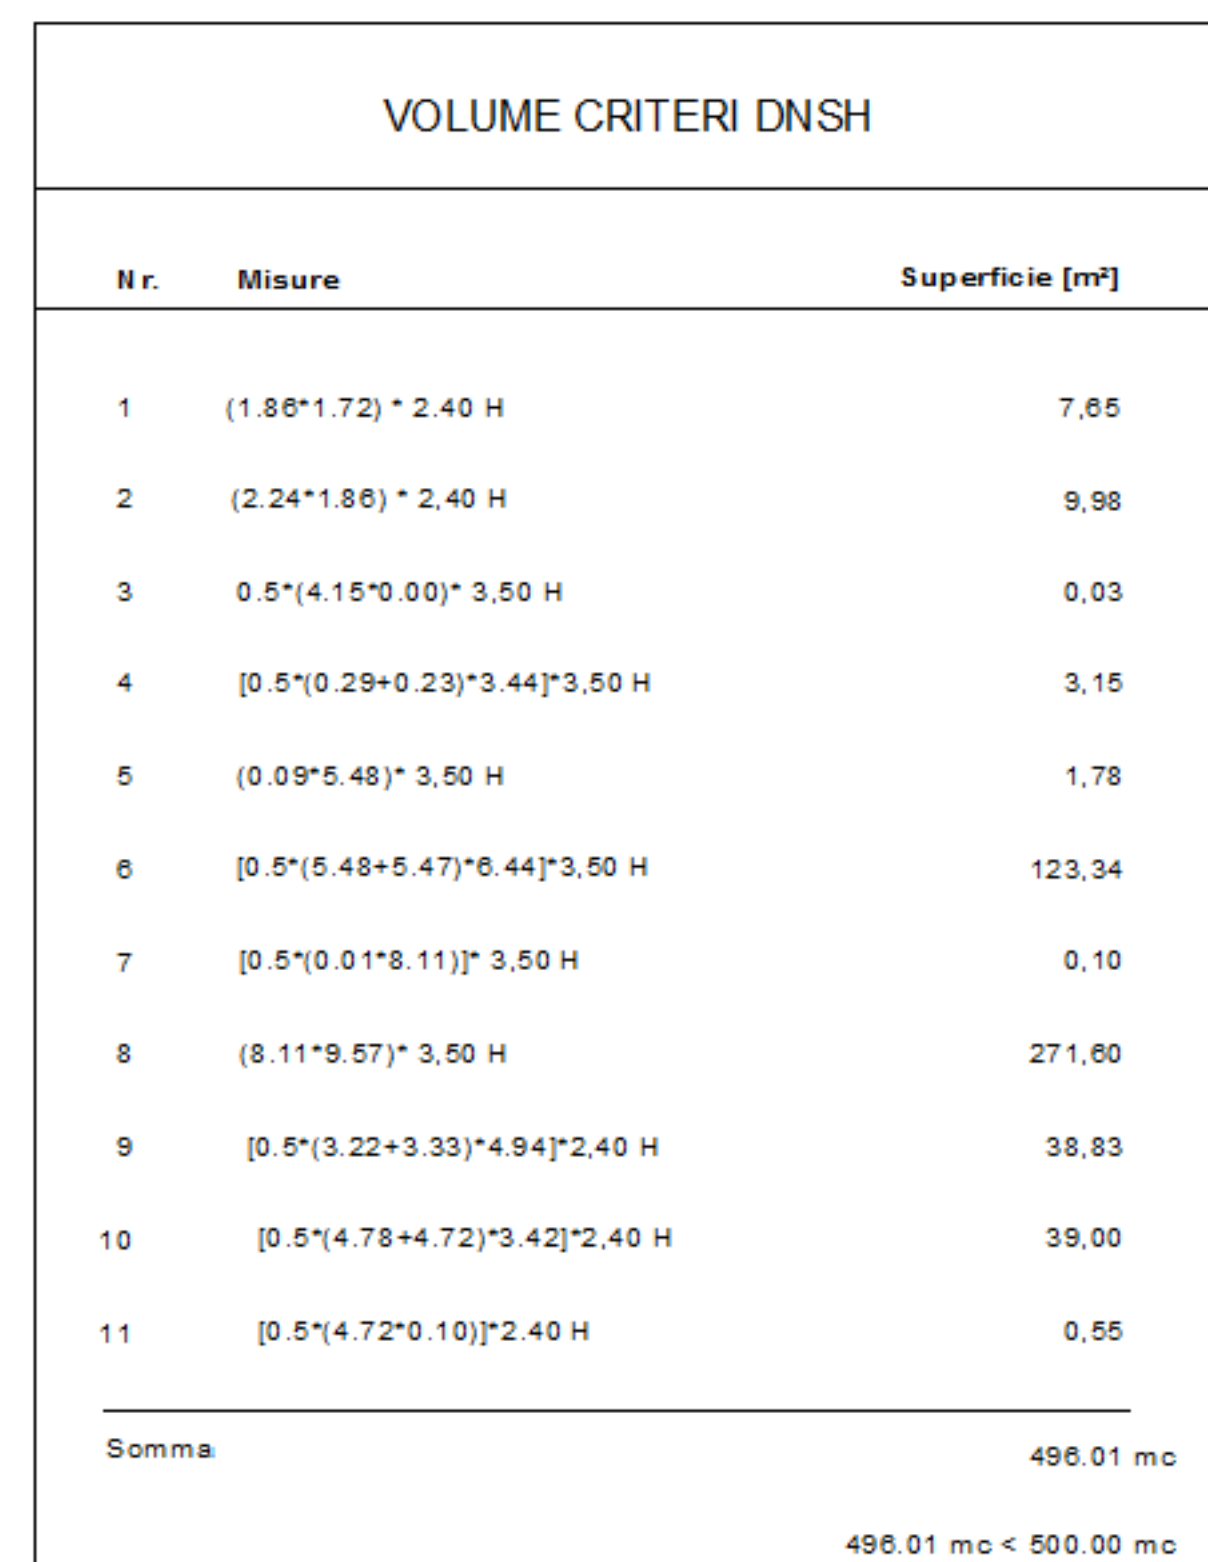 VOLUME CRITERI DNSH
Nr. Misure Superficie [m²]
1 (1.86*1.72) * 2.40 H 7,65
2 (2.24*1.86) * 2,40 H 9,98
3 0.5*(4.15*0.00)* 3,50 H 0,03
4 [0.5*(0.29+0.23)*3.44]*3,50 H 3,15
5 (0.09*5.48)* 3,50 H 1,78
6 [0.5*(5.48+5.47)*6.44]*3,50 H 123,34
7 [0.5*(0.01*8.11)]* 3,50 H 0,10
8 (8.11*9.57)* 3,50 H 271,60
9 [0.5*(3.22+3.33)*4.94]*2,40 H 38,83
10 [0.5*(4.78+4.72)*3.42]*2,40 H 39,00
11 [0.5*(4.72*0.10)]*2.40 H 0,55
Somma 496.01 mc
496.01 mc < 500.00 mc